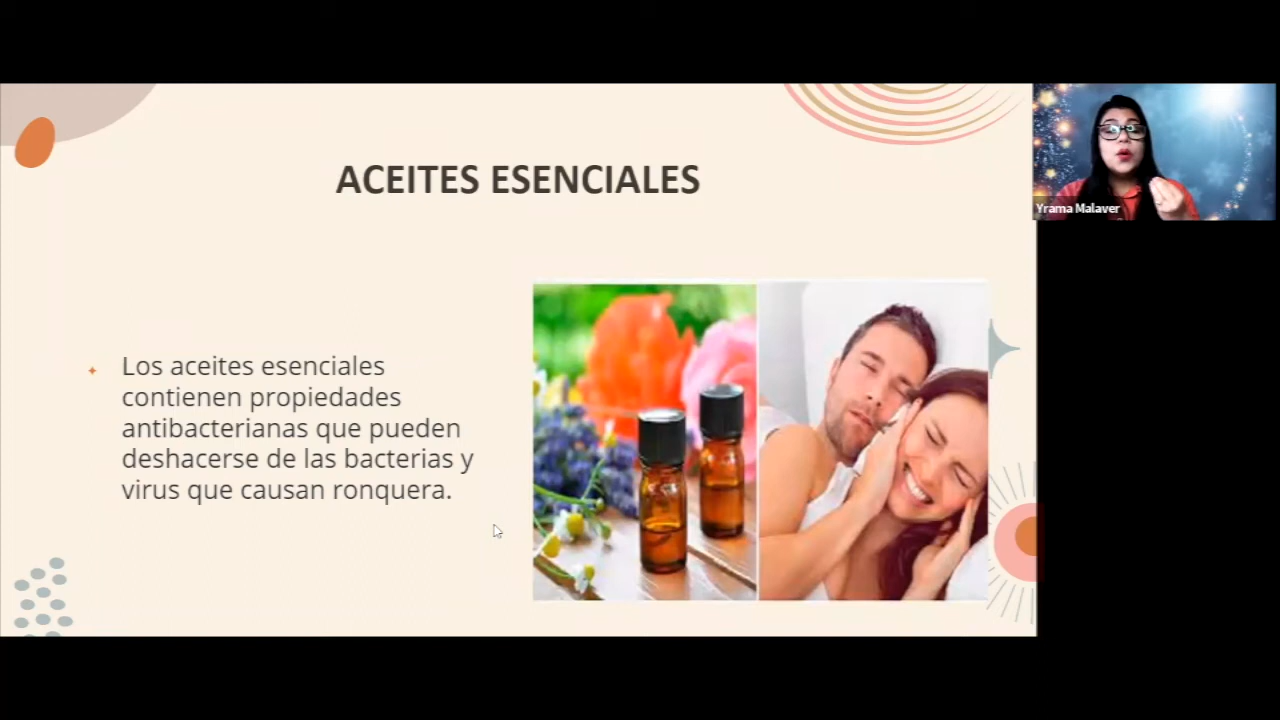 ACEITES ESENCIALES
Yrama Malaver
Los aceites esenciales
contienen propiedades
antibacterianas que pueden
deshacerse de las bacterias y
virus que causan ronquera.